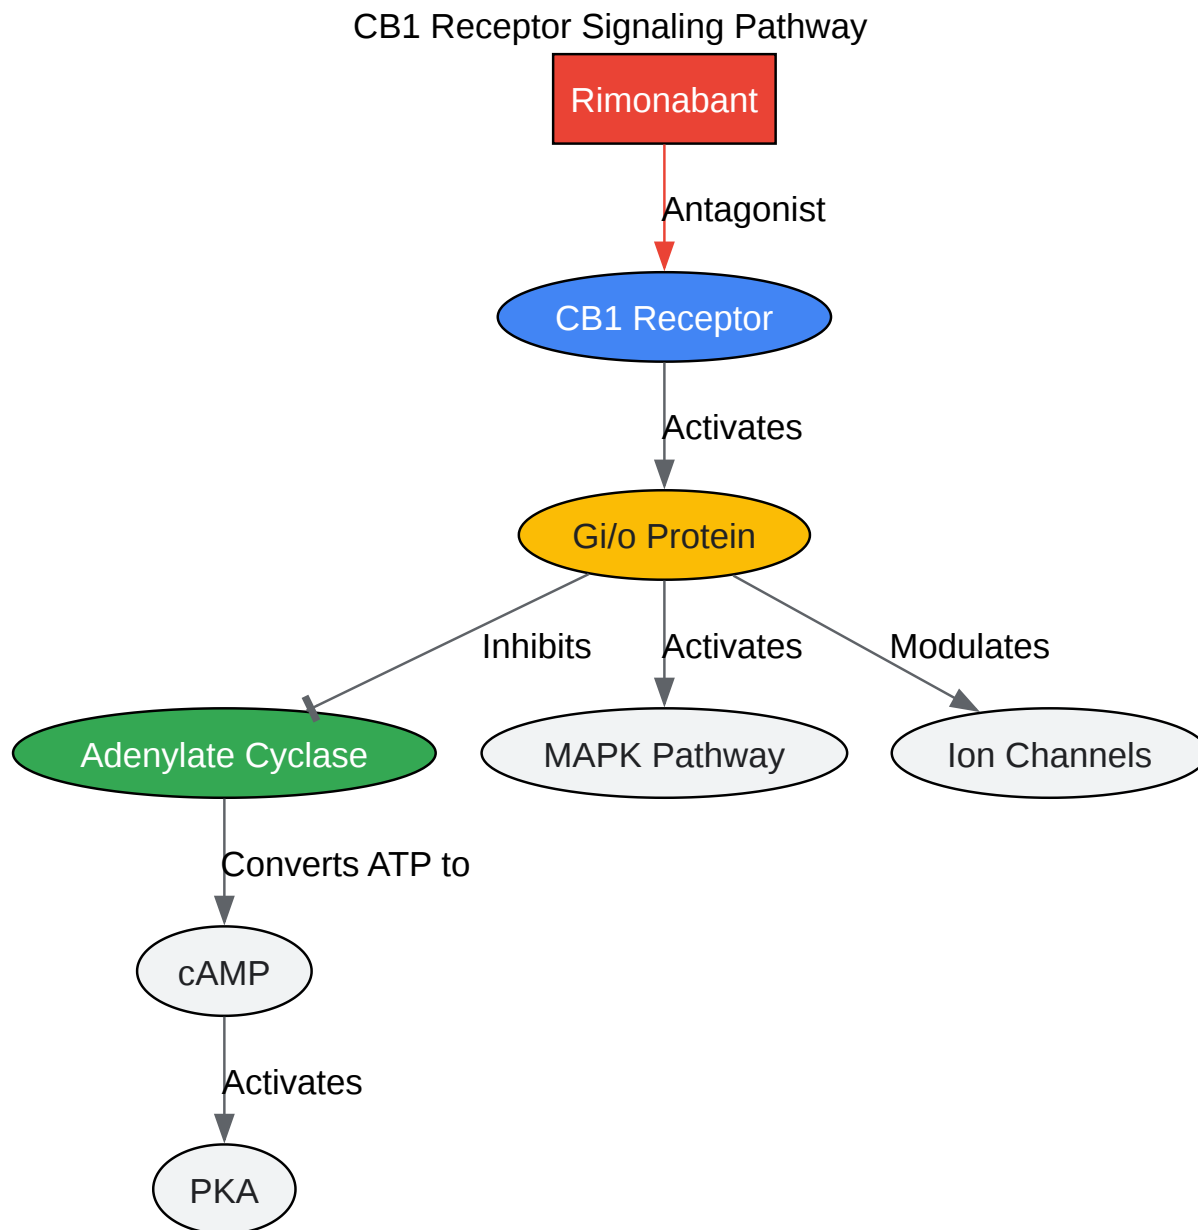 CB1 Receptor Signaling Pathway
Rimonabant
Antagonist
CB1 Receptor
Activates
Gi/o Protein
Inhibits
Activates
Modulates
Adenylate Cyclase
MAPK Pathway
Ion Channels
Converts ATP to
cAMP
Activates
PKA